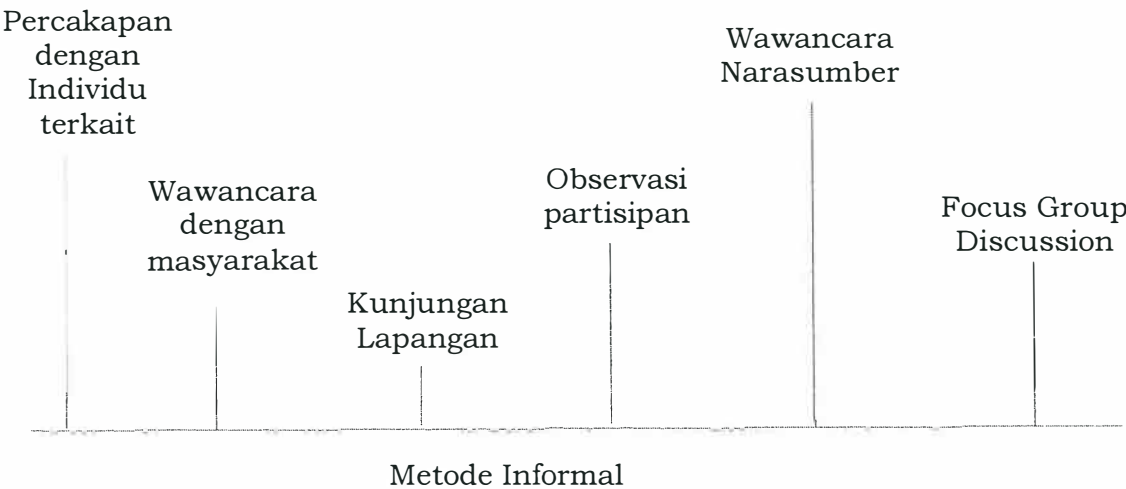 Percakapan
dengan
Individu
terkait
Wawancara
dengan
masyarakat
Kunjungan
Lapangan
Observasi
partisipan
Wawancara
Narasumber
Focus Group
Discussion
Metode Informal